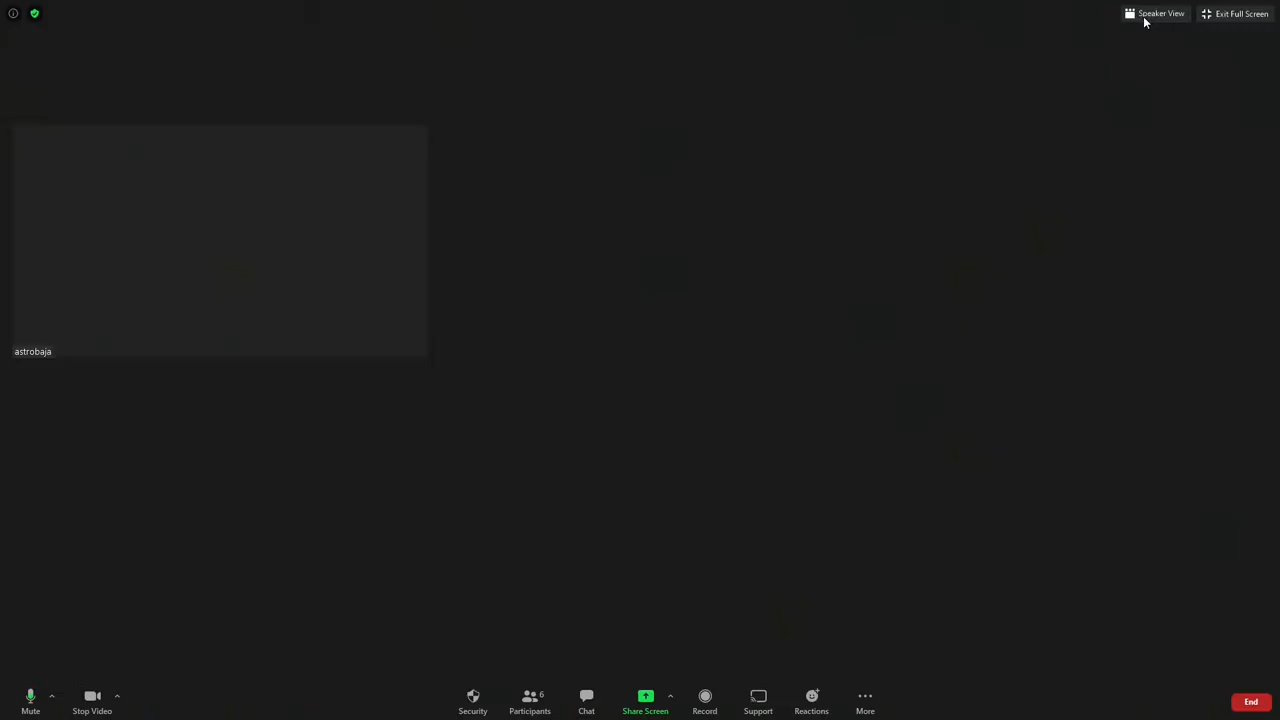 Speaker View
Exit Full Screen
astrobaja
Mute
Stop Video
Security
6
Participants
Chat
Share Screen
Record
Support
Reactions
More
End